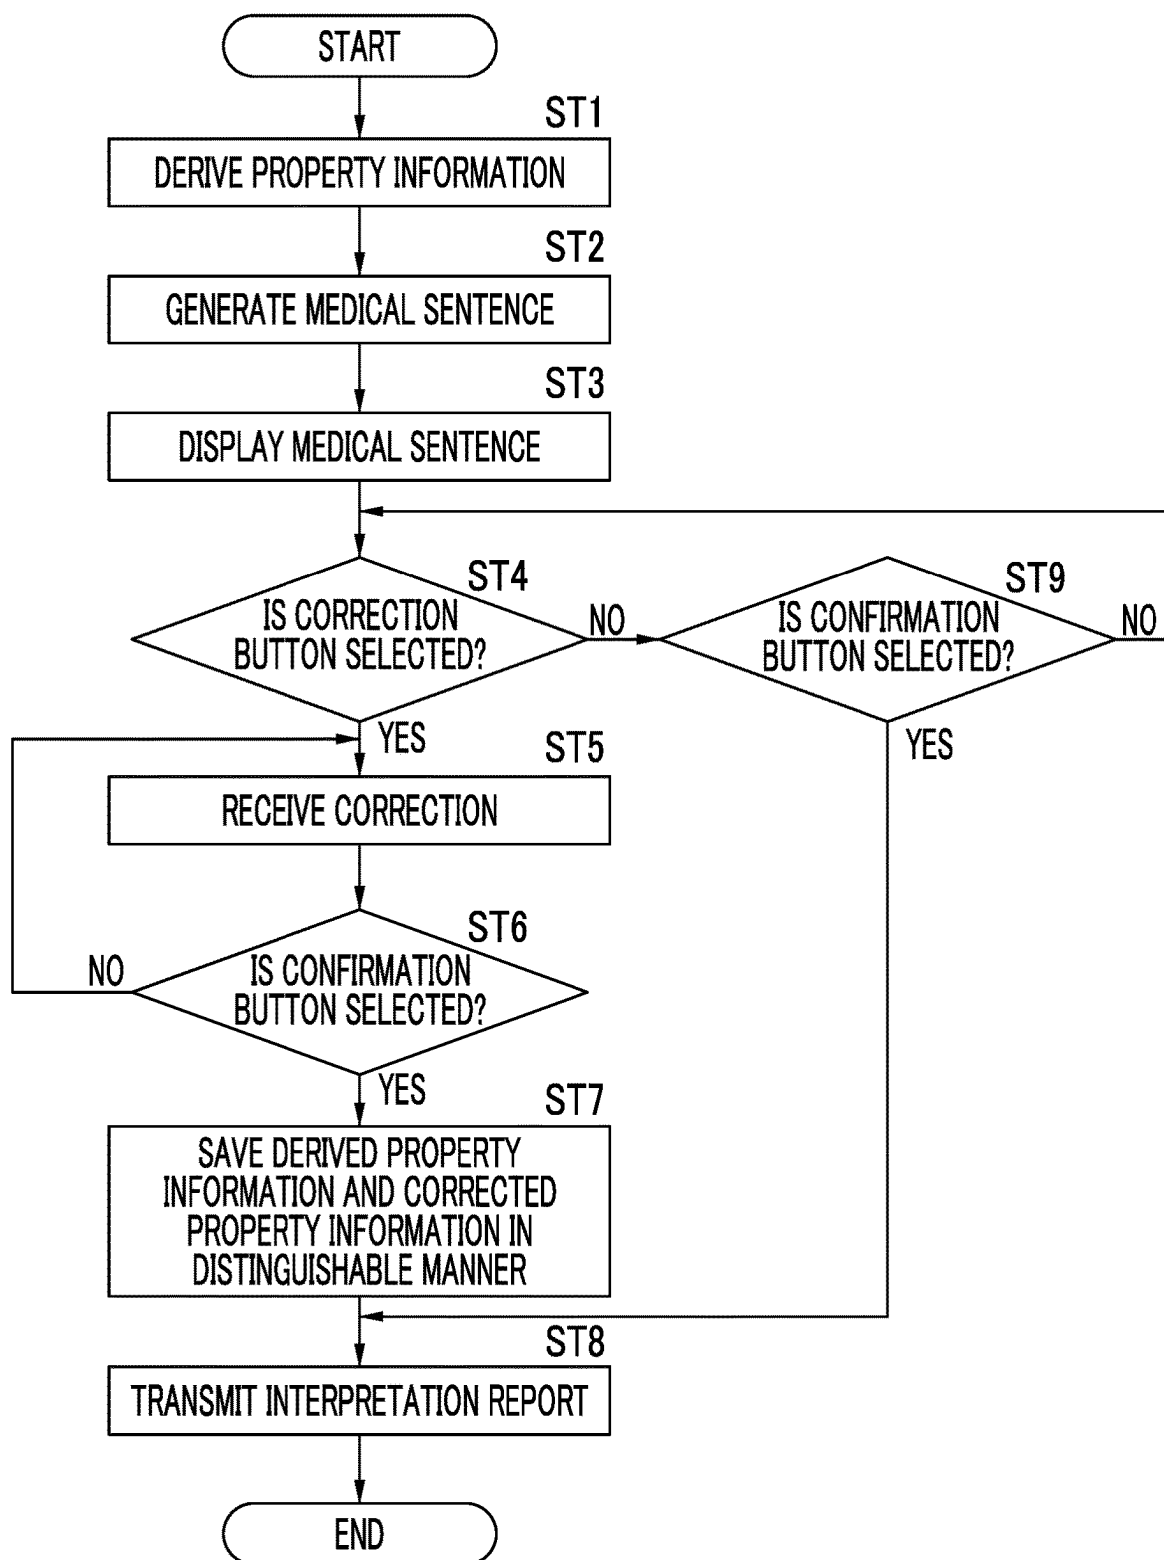 START
ST1
DERIVE PROPERTY INFORMATION
ST2
GENERATE MEDICAL SENTENCE
ST3
DISPLAY MEDICAL SENTENCE
ST4
IS CORRECTION
BUTTON SELECTED?
NO
ST9
IS CONFIRMATION
BUTTON SELECTED?
NO
YES
YES
ST5
RECEIVE CORRECTION
ST6
IS CONFIRMATION
BUTTON SELECTED?
NO
YES
ST7
SAVE DERIVED PROPERTY
INFORMATION AND CORRECTED
PROPERTY INFORMATION IN
DISTINGUISHABLE MANNER
ST8
TRANSMIT INTERPRETATION REPORT
END